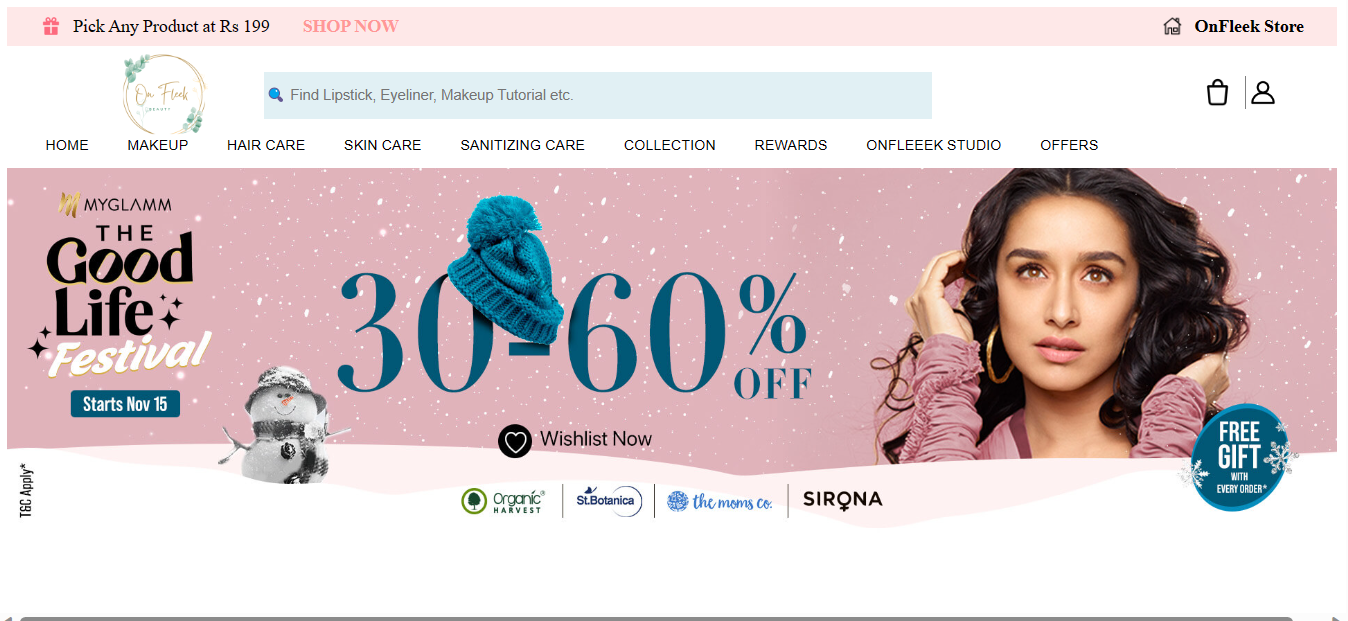 Pick Any Product at Rs 199 SHOP NOW
OnFleek Store
On Fleek
BEAUTY
Find Lipstick, Eyeliner, Makeup Tutorial etc.
HOME MAKEUP HAIR CARE SKIN CARE SANITIZING CARE COLLECTION REWARDS ONFLEEEK STUDIO OFFERS
MYGLAMM
THE
Good
Life
Festival
Starts Nov 15
30-60%
OFF
Wishlist Now
FREE
GIFT
WITH
EVERY ORDER*
T&C Apply*
Organic
HARVEST
St.Botanica
the moms co.
SIRONA